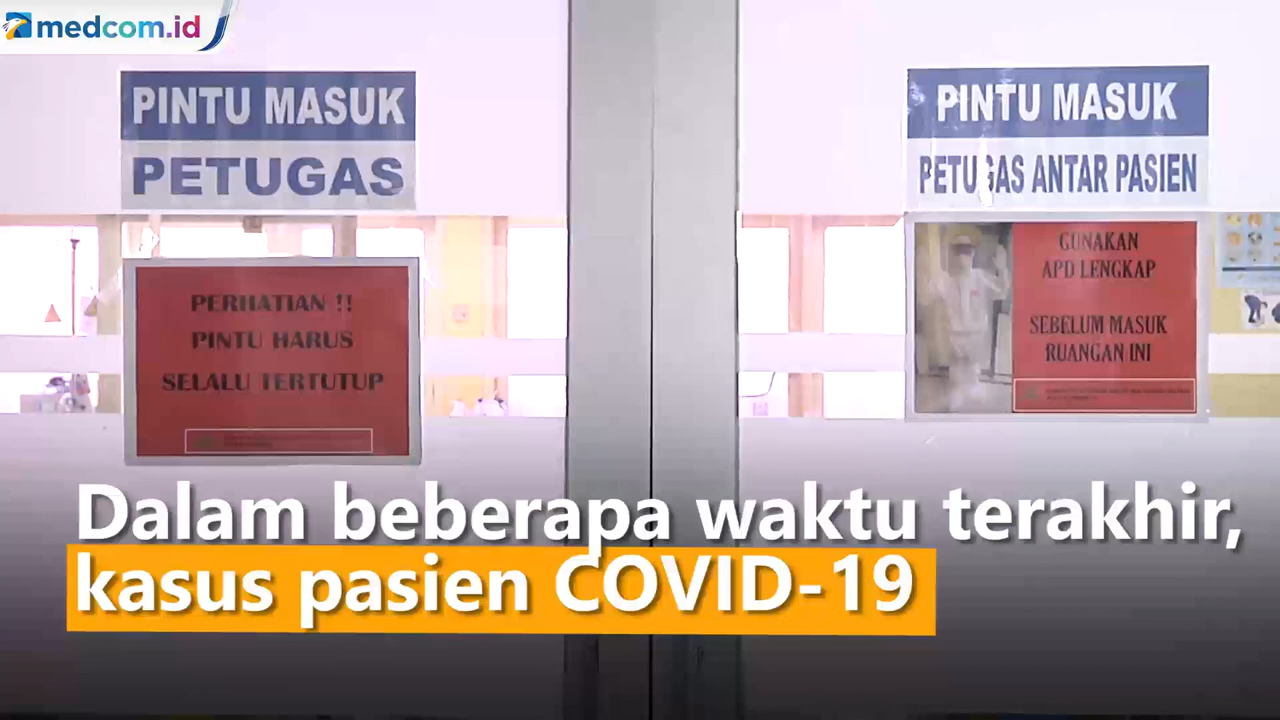 medcom.id
PINTU MASUK
PETUGAS
PERHATIAN !!
PINTU HARUS
SELALU TERTUTUP
PINTU MASUK
PETUGAS ANTAR PASIEN
GUNAKAN
APD LENGKAP
SEBELUM MASUK
RUANGAN INI
Dalam beberapa waktu terakhir,
kasus pasien COVID-19